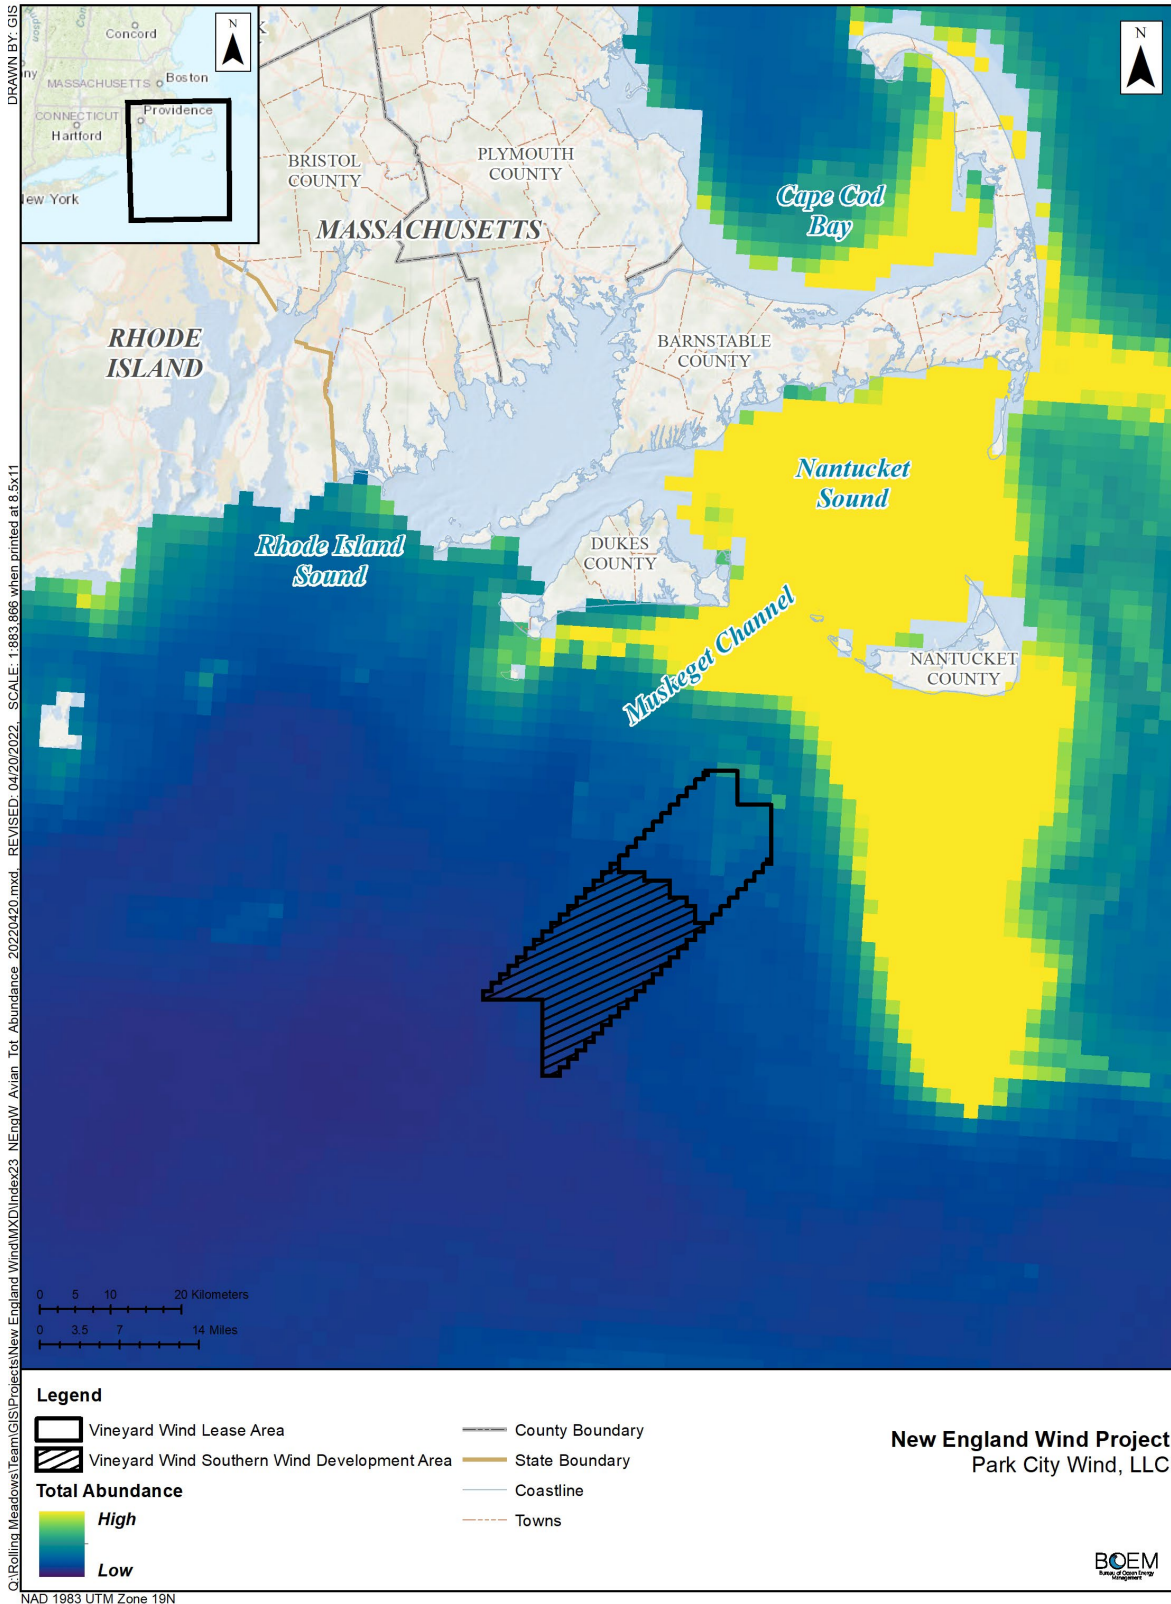 DRAWN BY: GIS
Q:\Rolling Meadows\Team\GIS\Projects\New England Wind\MXD\Index23_NEngW_Avian_Tot_Abundance_20220420.mxd, REVISED: 04/20/2022, SCALE: 1:883,866 when printed at 8.5x11
Concord
N
MASSACHUSETTS
Boston
CONNECTICUT
Providence
Hartford
New York
N
BRISTOL
COUNTY
PLYMOUTH
COUNTY
Cape Cod
Bay
MASSACHUSETTS
RHODE
ISLAND
BARNSTABLE
COUNTY
Nantucket
Sound
Rhode Island
Sound
DUKES
COUNTY
Muskeget Channel
NANTUCKET
COUNTY
0 5 10 20 Kilometers
0 3.5 7 14 Miles
Legend
Vineyard Wind Lease Area
Vineyard Wind Southern Wind Development Area
Total Abundance
High
Low
County Boundary
State Boundary
Coastline
Towns
New England Wind Project
Park City Wind, LLC
BOEM
Bureau of Ocean Energy
Management
NAD 1983 UTM Zone 19N